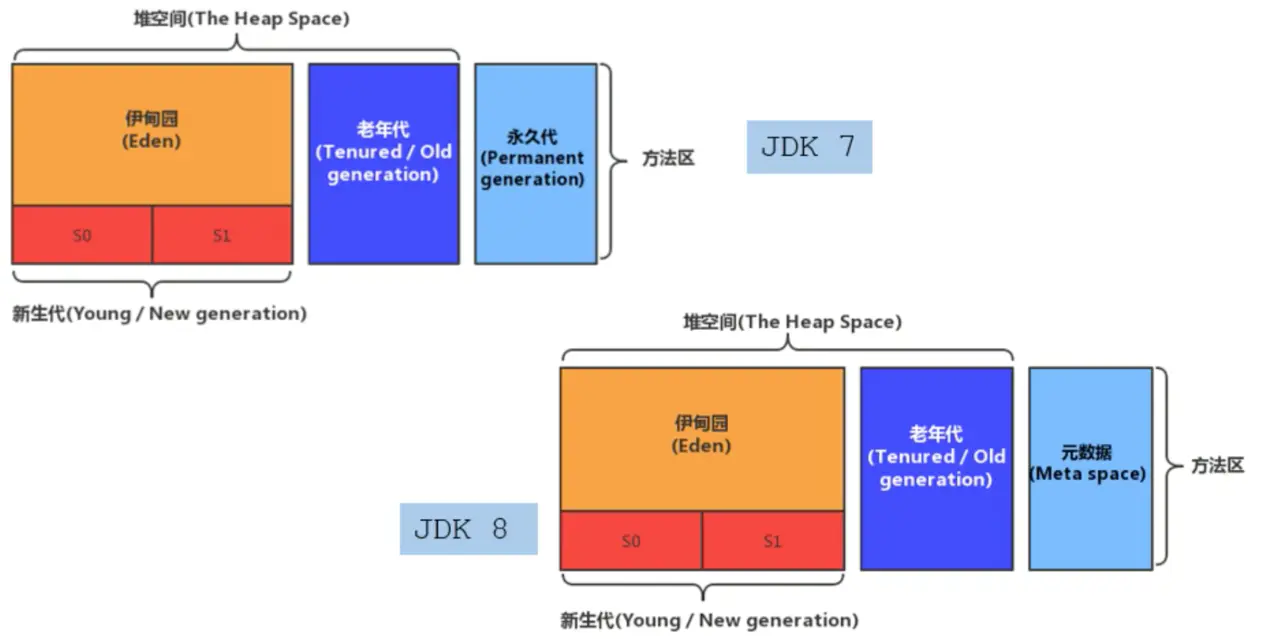 堆空间(The Heap Space)
伊甸园
(Eden)
S0
S1
老年代
(Tenured / Old
generation)
永久代
(Permanent
generation)
方法区
JDK 7
新生代(Young / New generation)
堆空间(The Heap Space)
伊甸园
(Eden)
S0
S1
老年代
(Tenured / Old
generation)
元数据
(Meta space)
方法区
JDK 8
新生代(Young / New generation)